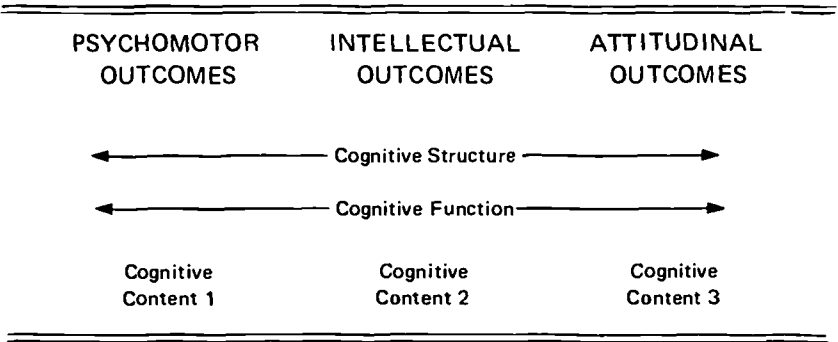 PSYCHOMOTOR INTELLECTUAL ATTITUDINAL
OUTCOMES OUTCOMES OUTCOMES
Cognitive Structure
Cognitive Function
Cognitive Cognitive Cognitive
Content 1 Content 2 Content 3